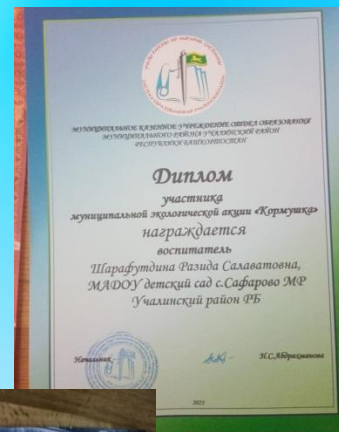 МУНИЦИПАЛЬНОЕ КАЗЕННОЕ УЧРЕЖДЕНИЕ ОТДЕЛ ОБРАЗОВАНИЯ
МУНИЦИПАЛЬНОГО РАЙОНА УЧАЛИНСКИЙ РАЙОН
РЕСПУБЛИКИ БАШКОРТОСТАН
Диплом
участника
муниципальной экологической акции «Кормушка»
награждается
воспитатель
Шарафутдина Разида Салаватовна,
МАДОУ детский сад с.Сафарово МР
Учалинский район РБ
Начальник
Н.С.Абдрахманова
2021